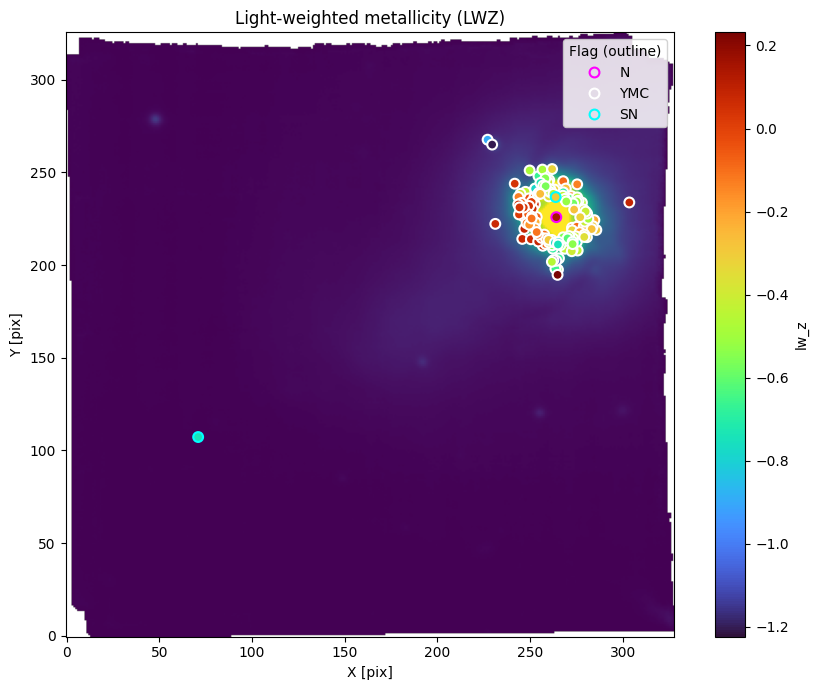 Light-weighted metallicity (LWZ)
Flag (outline)
N
YMC
SN
300
250
200
150
100
50
0
Y [pix]
0 50 100 150 200 250 300
X [pix]
0.2
0.0
−0.2
−0.4
−0.6
−0.8
−1.0
−1.2
lw_z